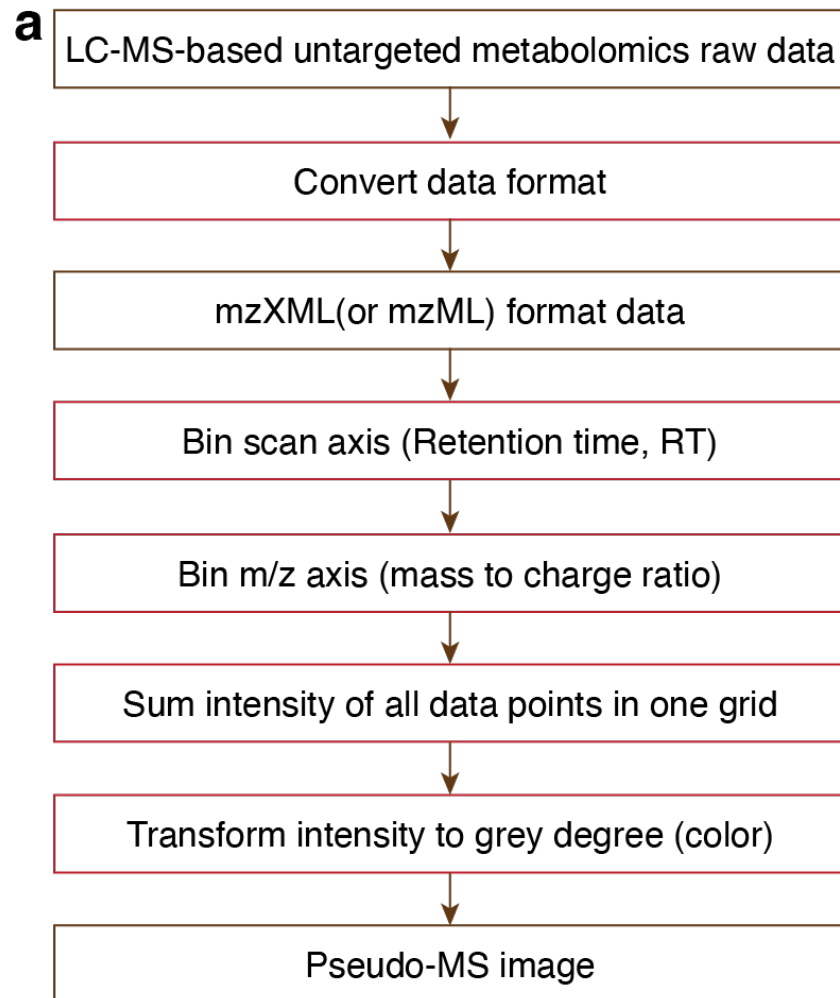 a
LC-MS-based untargeted metabolomics raw data
Convert data format
mzXML(or mzML) format data
Bin scan axis (Retention time, RT)
Bin m/z axis (mass to charge ratio)
Sum intensity of all data points in one grid
Transform intensity to grey degree (color)
Pseudo-MS image